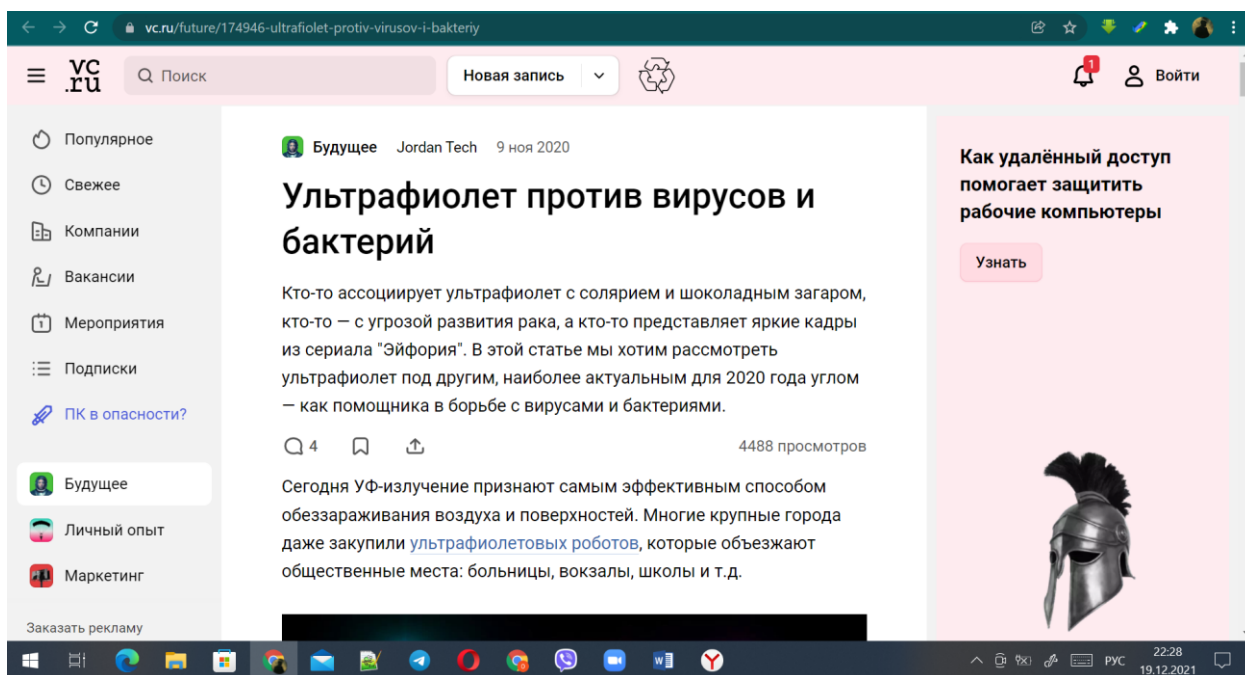 vc.ru/future/174946-ultrafiolet-protiv-virusov-i-bakteriy
vc
.ru
Поиск
Новая запись
1
Войти
Популярное
Свежее
Компании
Вакансии
1
Мероприятия
Подписки
ПК в опасности?
Будущее
Личный опыт
Маркетинг
Заказать рекламу
Будущее Jordan Tech 9 ноя 2020
Ультрафиолет против вирусов и
бактерий
Кто-то ассоциирует ультрафиолет с солярием и шоколадным загаром,
кто-то — с угрозой развития рака, а кто-то представляет яркие кадры
из сериала "Эйфория". В этой статье мы хотим рассмотреть
ультрафиолет под другим, наиболее актуальным для 2020 года углом
— как помощника в борьбе с вирусами и бактериями.
4
4488 просмотров
Сегодня УФ-излучение признают самым эффективным способом
обеззараживания воздуха и поверхностей. Многие крупные города
даже закупили ультрафиолетовых роботов, которые объезжают
общественные места: больницы, вокзалы, школы и т.д.
Как удалённый доступ
помогает защитить
рабочие компьютеры
Узнать
РУС
22:28
19.12.2021